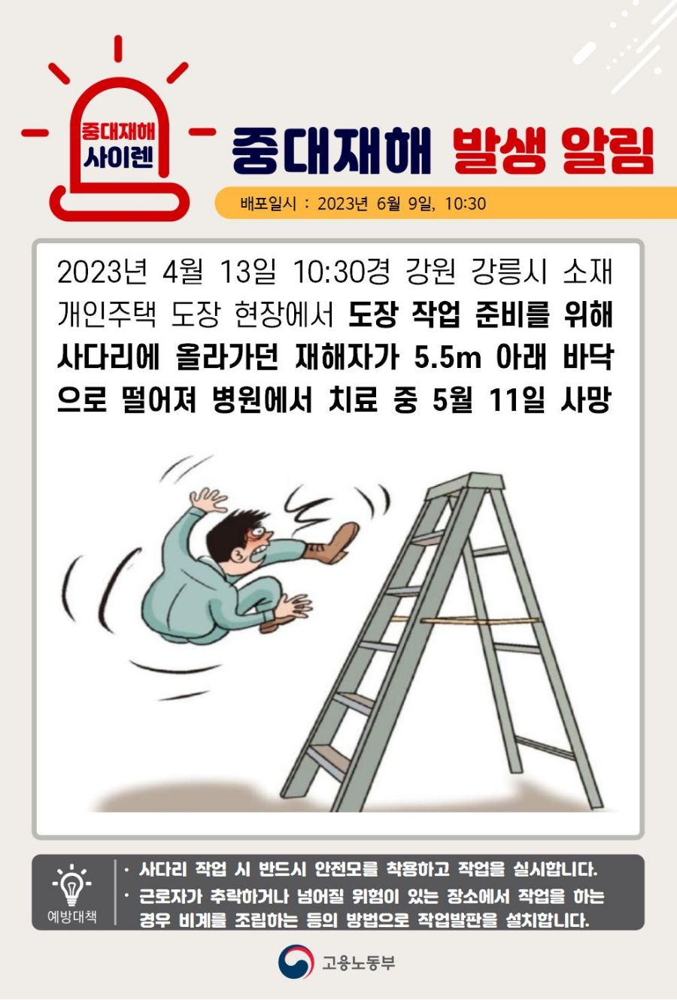 중대재해
사이렌
중대재해 발생 알림
배포일시 : 2023년 6월 9일, 10:30
2023년 4월 13일 10:30경 강원 강릉시 소재
개인주택 도장 현장에서 도장 작업 준비를 위해
사다리에 올라가던 재해자가 5.5m 아래 바닥
으로 떨어져 병원에서 치료 중 5월 11일 사망
예방대책
· 사다리 작업 시 반드시 안전모를 착용하고 작업을 실시합니다.
· 근로자가 추락하거나 넘어질 위험이 있는 장소에서 작업을 하는
경우 비계를 조립하는 등의 방법으로 작업발판을 설치합니다.
고용노동부